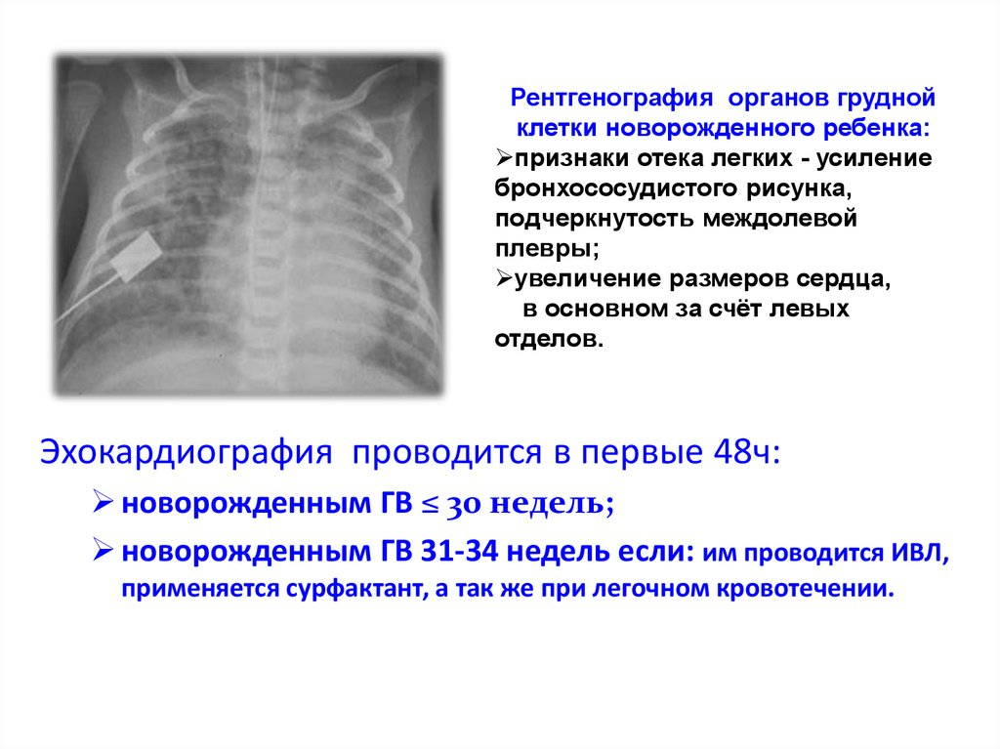 Рентгенография органов грудной
клетки новорожденного ребенка:
➢признаки отека легких - усиление
бронхососудистого рисунка,
подчеркнутость междолевой
плевры;
➢увеличение размеров сердца,
в основном за счёт левых
отделов.
Эхокардиография проводится в первые 48ч:
➢ новорожденным ГВ ≤ 30 недель;
➢ новорожденным ГВ 31-34 недель если: им проводится ИВЛ,
применяется сурфактант, а так же при легочном кровотечении.